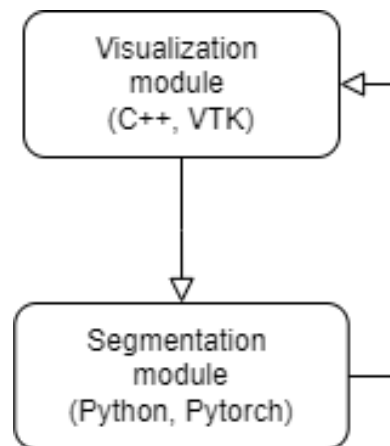 Visualization
module
(C++, VTK)
Segmentation
module
(Python, Pytorch)